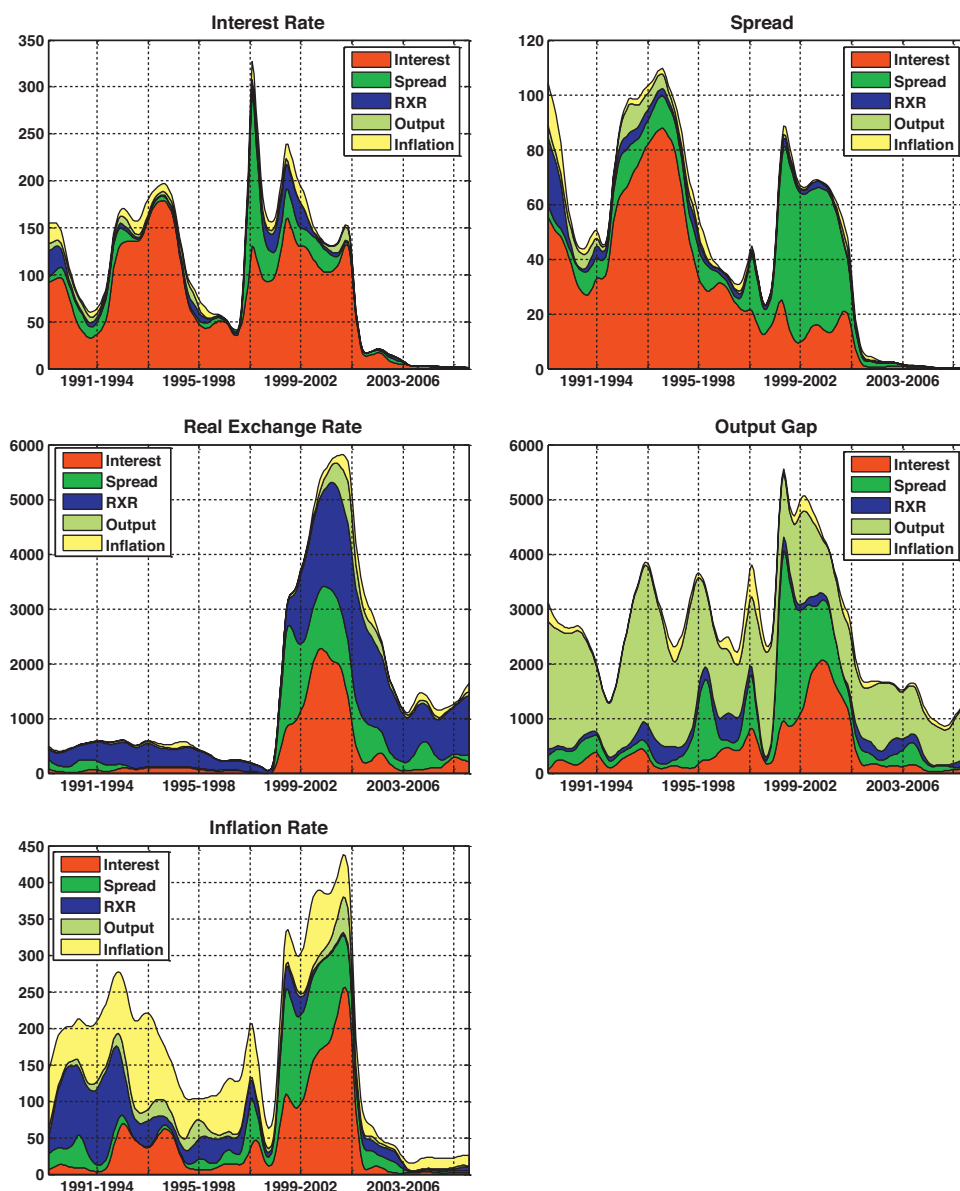 Interest Rate
350
300
250
200
150
100
50
0
Interest
Spread
RXR
Output
Inflation
1991-1994 1995-1998 1999-2002 2003-2006
Spread
120
100
80
60
40
20
0
Interest
Spread
RXR
Output
Inflation
1991-1994 1995-1998 1999-2002 2003-2006
Real Exchange Rate
6000
5000
4000
3000
2000
1000
0
Interest
Spread
RXR
Output
Inflation
1991-1994 1995-1998 1999-2002 2003-2006
Output Gap
6000
5000
4000
3000
2000
1000
0
Interest
Spread
RXR
Output
Inflation
1991-1994 1995-1998 1999-2002 2003-2006
Inflation Rate
450
400
350
300
250
200
150
100
50
0
Interest
Spread
RXR
Output
Inflation
1991-1994 1995-1998 1999-2002 2003-2006